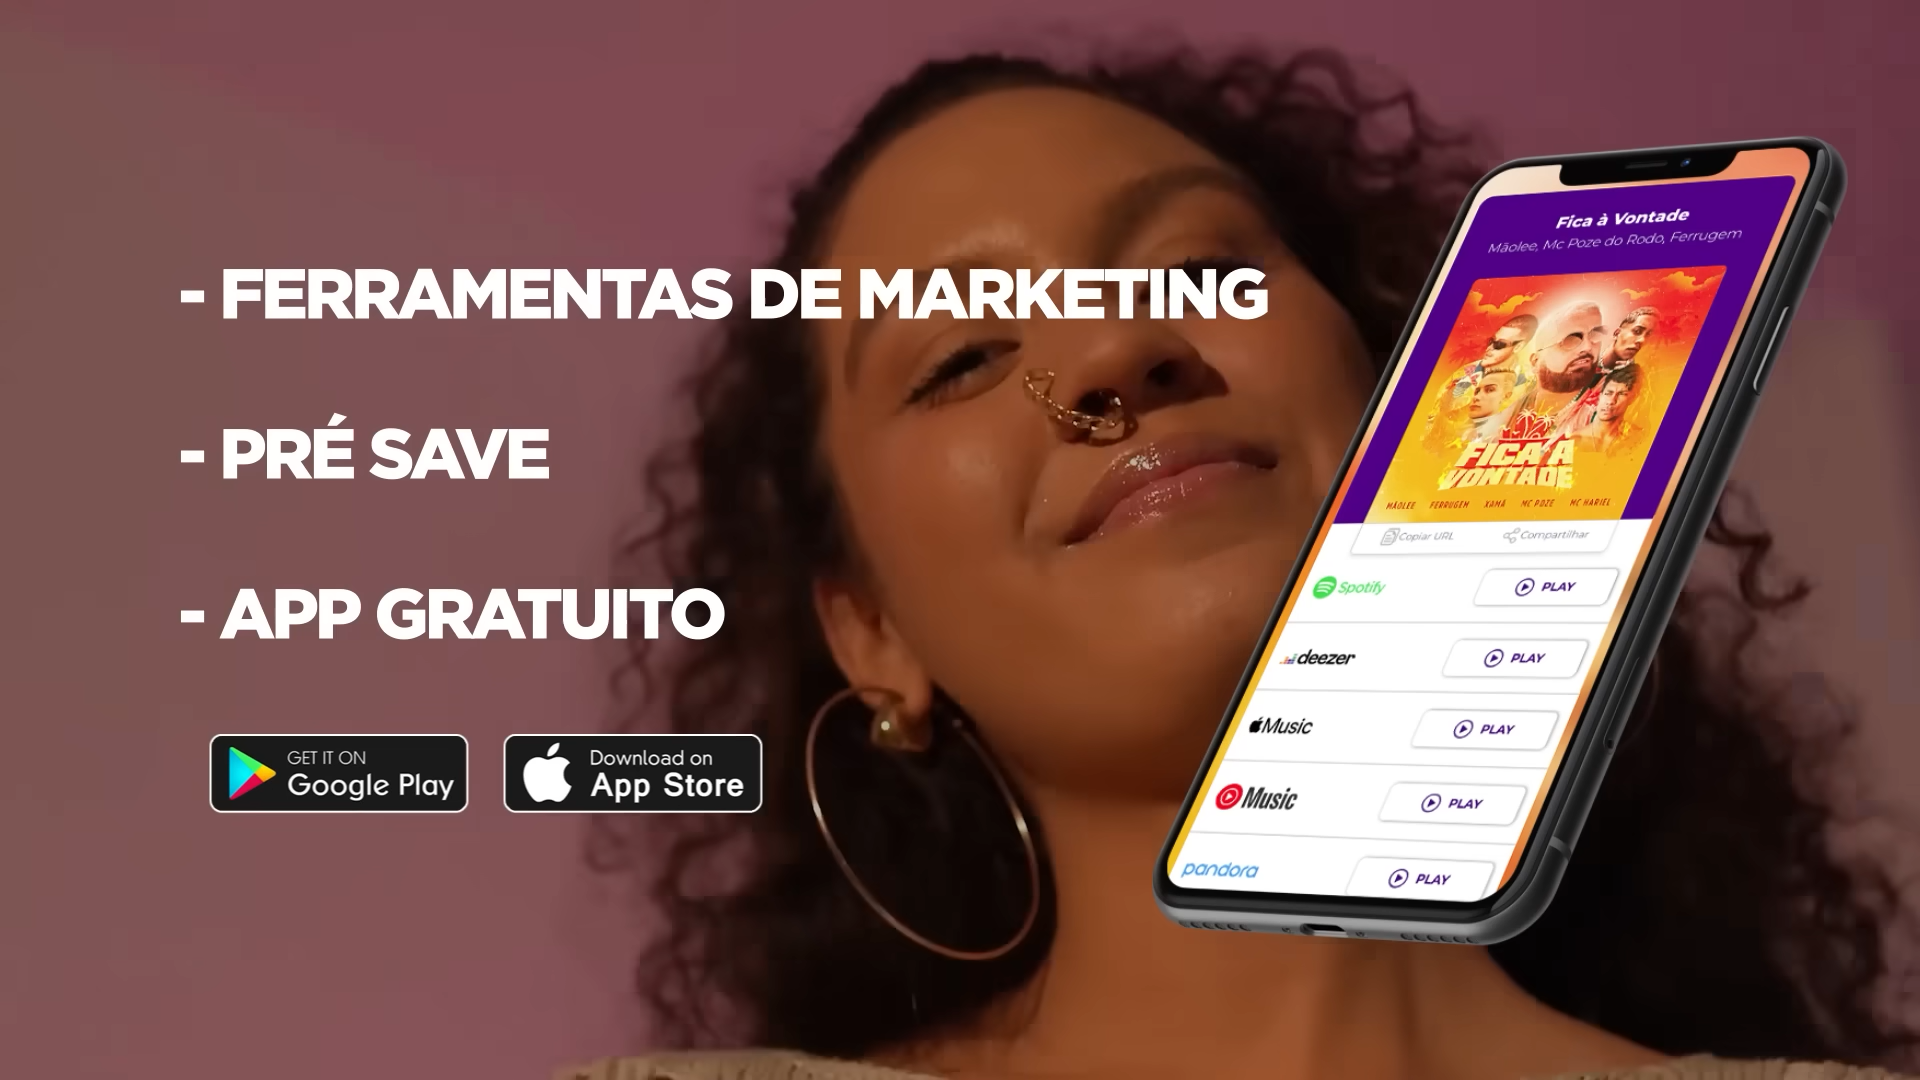 - FERRAMENTAS DE MARKETING
- PRÉ SAVE
- APP GRATUITO
GET IT ON
Google Play
Download on
App Store
Fica à Vontade
Mãolee, Mc Poze do Rodo, Ferrugem
FICA À
VONTADE
MÃOLEE FERRUGEM XAMÃ MC POZE MC HARIEL
Copiar URL Compartilhar
Spotify PLAY
deezer PLAY
Music PLAY
Music PLAY
pandora PLAY